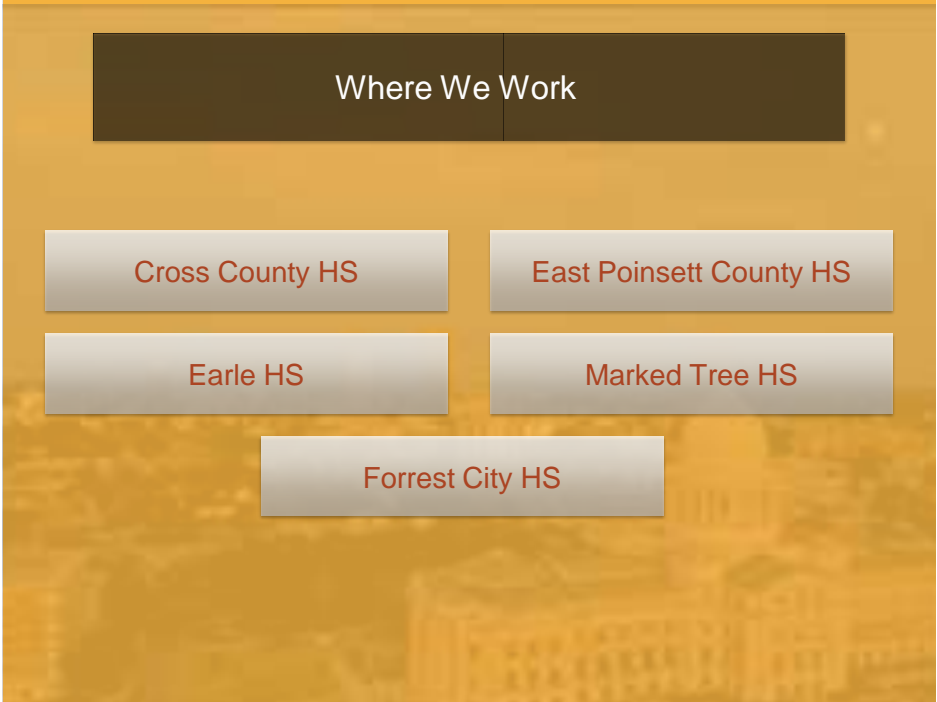 Where We Work
Cross County HS
East Poinsett County HS
Earle HS
Marked Tree HS
Forrest City HS